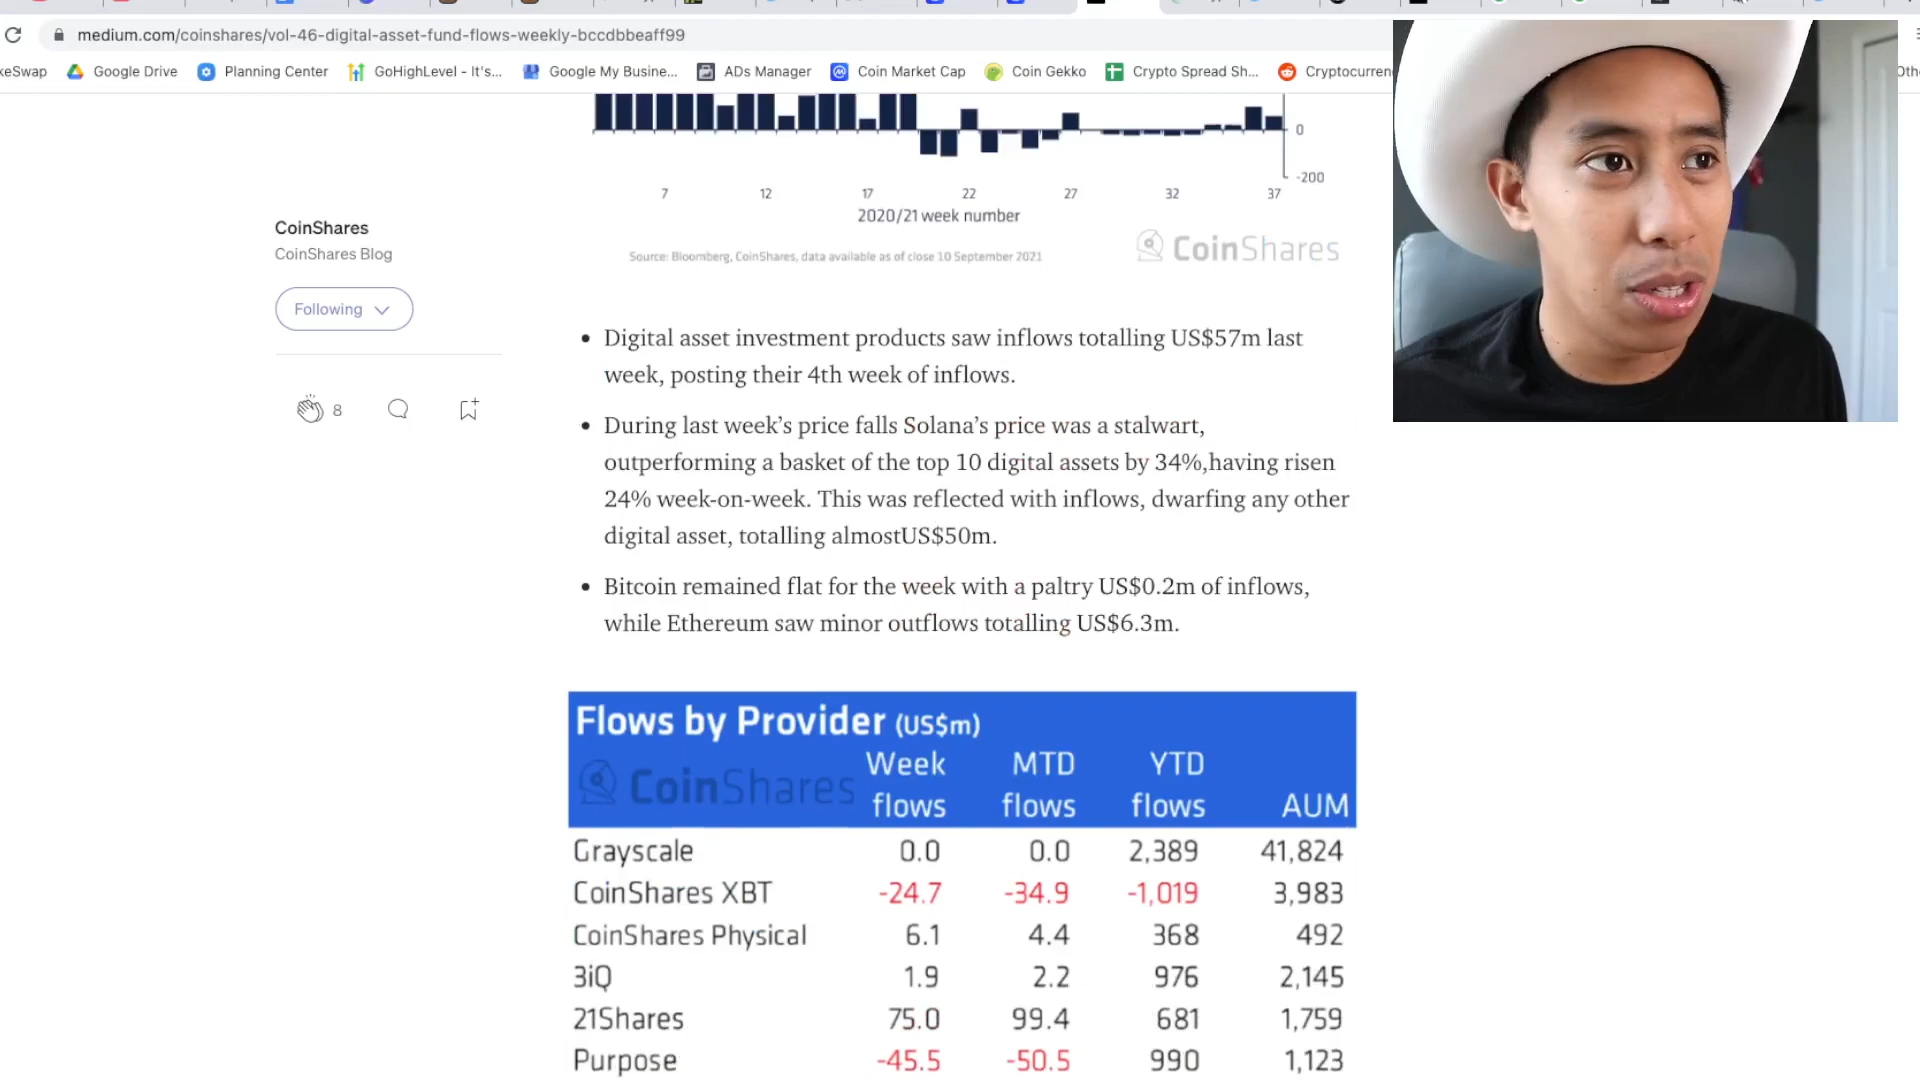 medium.com/coinshares/vol-46-digital-asset-fund-flows-weekly-bccdbbeaff99
keSwap Google Drive Planning Center GoHighLevel - It's... Google My Busine... ADs Manager Coin Market Cap Coin Gekko Crypto Spread Sh... Cryptocurren Oth
0
-200
7 12 17 22 27 32 37
2020/21 week number
Source: Bloomberg, CoinShares, data available as of close 10 September 2021
CoinShares
CoinShares
CoinShares Blog
Following
8
• Digital asset investment products saw inflows totalling US$57m last
week, posting their 4th week of inflows.
• During last week’s price falls Solana’s price was a stalwart,
outperforming a basket of the top 10 digital assets by 34%,having risen
24% week-on-week. This was reflected with inflows, dwarfing any other
digital asset, totalling almostUS$50m.
• Bitcoin remained flat for the week with a paltry US$0.2m of inflows,
while Ethereum saw minor outflows totalling US$6.3m.
Flows by Provider (US$m)
CoinShares
Week MTD YTD
flows flows flows AUM
Grayscale 0.0 0.0 2,389 41,824
CoinShares XBT -24.7 -34.9 -1,019 3,983
CoinShares Physical 6.1 4.4 368 492
3iQ 1.9 2.2 976 2,145
21Shares 75.0 99.4 681 1,759
Purpose -45.5 -50.5 990 1,123